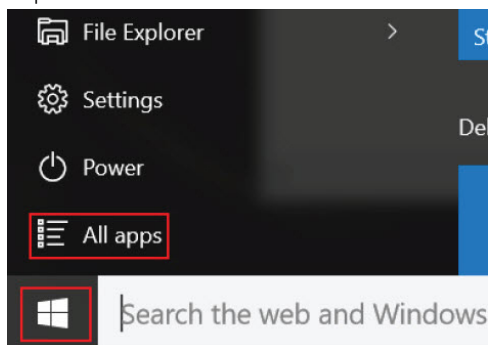 File Explorer
Settings
Power
All apps
Search the web and Windows